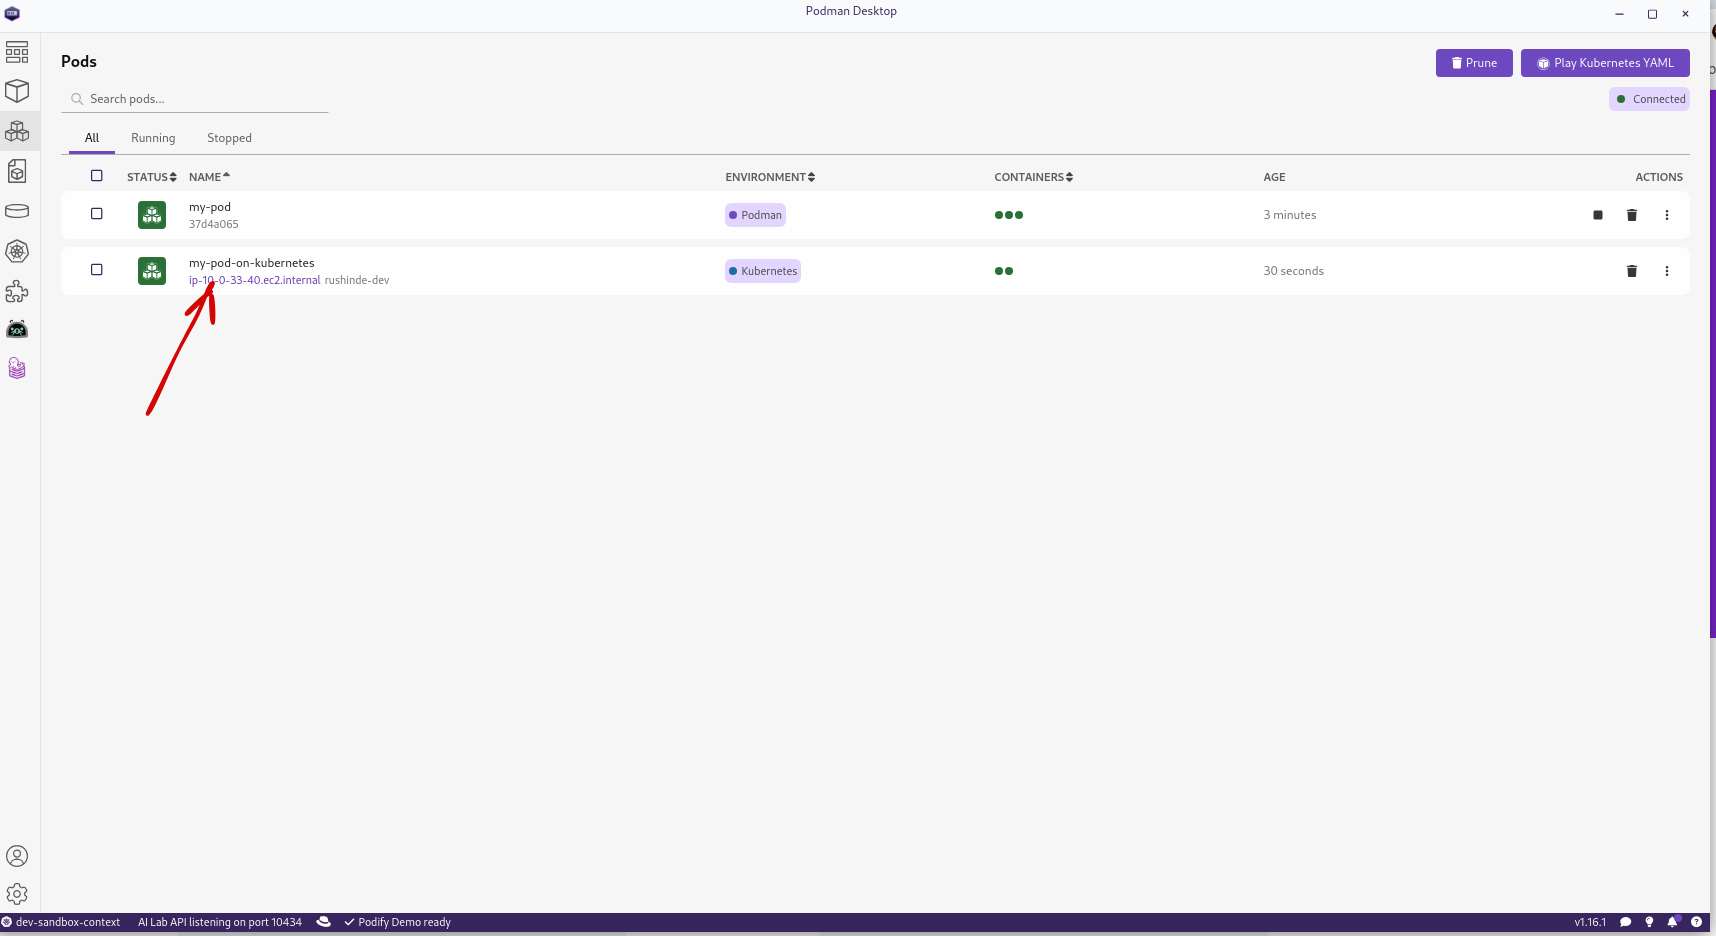 Podman Desktop
Pods
Prune
Play Kubernetes YAML
Search pods...
Connected
All Running Stopped
STATUS NAME ENVIRONMENT CONTAINERS AGE ACTIONS
my-pod
37d4a065
Podman
3 minutes
my-pod-on-kubernetes
ip-10-0-33-40.ec2.internal rushinde-dev
Kubernetes
30 seconds
dev-sandbox-context AI Lab API listening on port 10434 Podify Demo ready v1.16.1